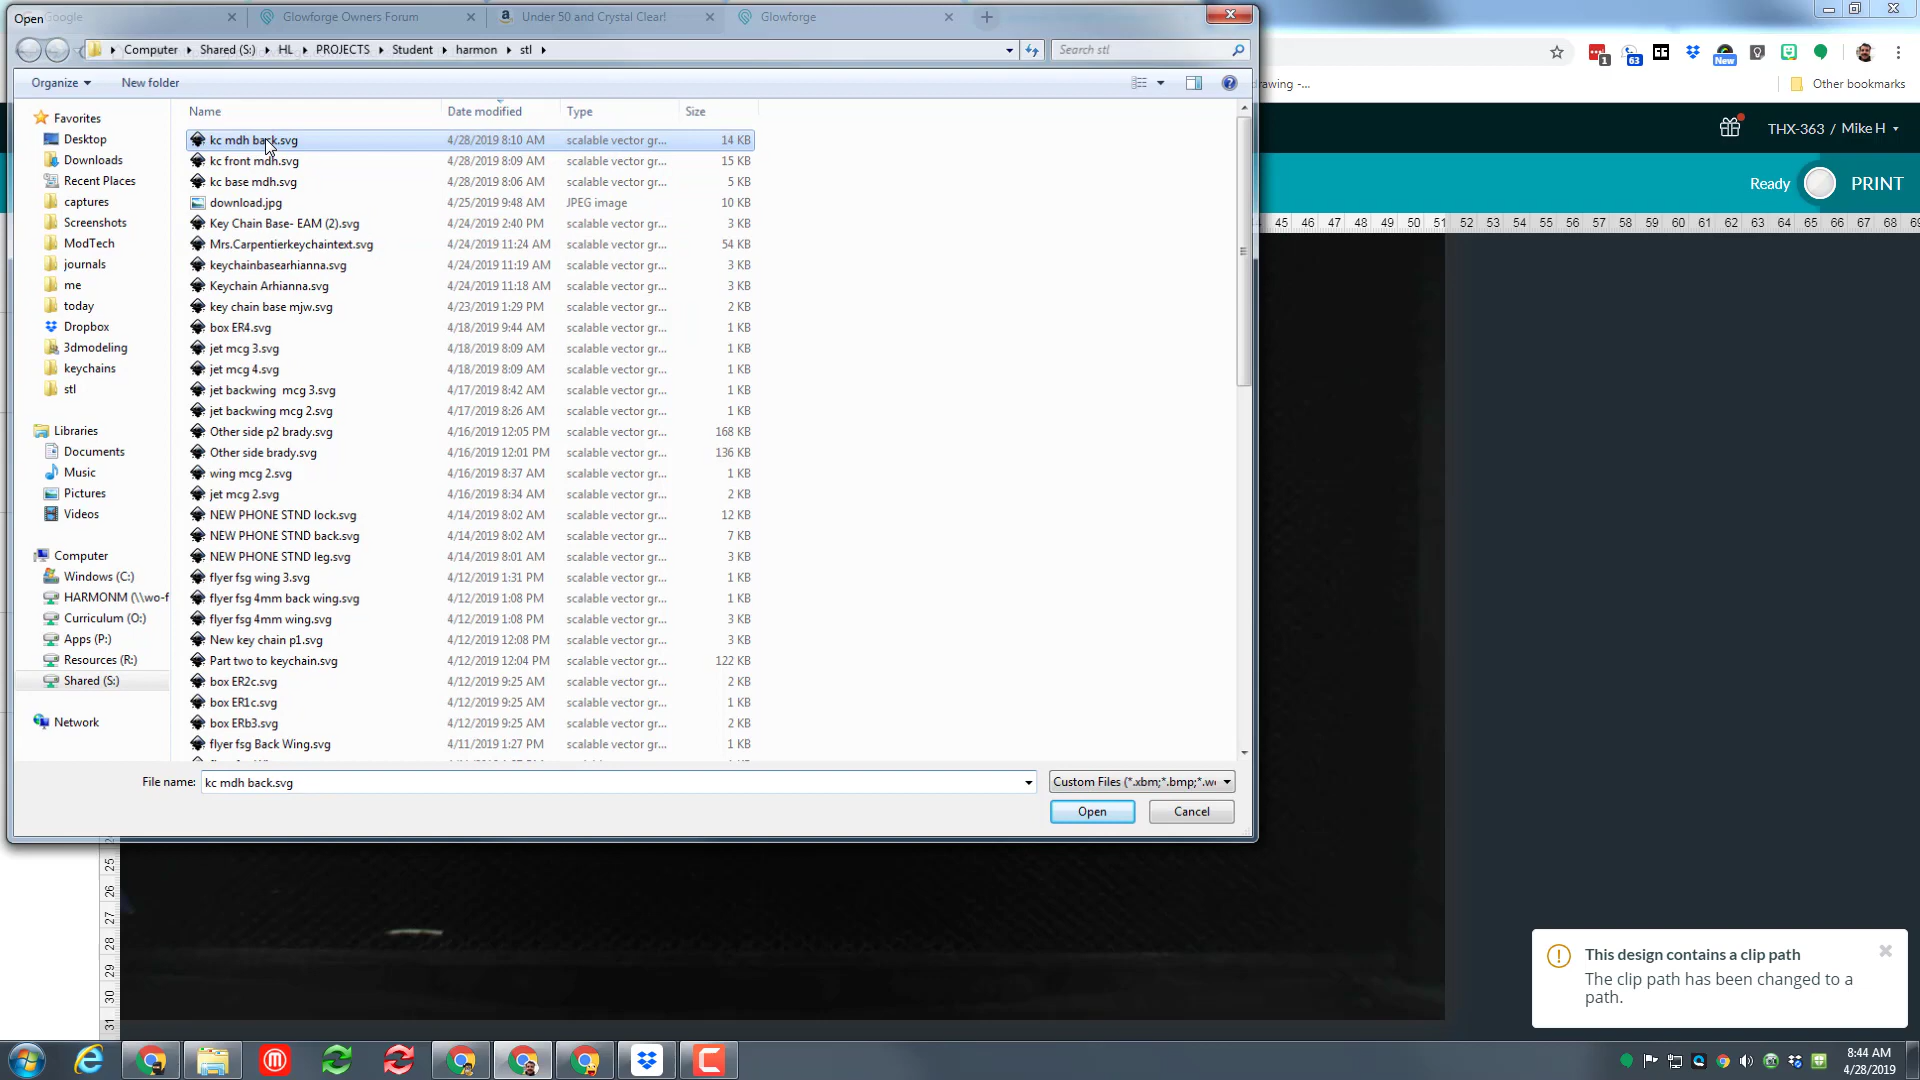 Open
Google
Glowforge Owners Forum
Under 50 and Crystal Clear!
Glowforge
Computer
Shared (S:)
HL
PROJECTS
Student
harmon
stl
Search stl
1
63
New
Organize
New folder
drawing -...
Other bookmarks
Name
Date modified
Type
Size
THX-363 / Mike H
Ready
PRINT
45 46 47 48 49 50 51 52 53 54 55 56 57 58 59 60 61 62 63 64 65 66 67 68
Favorites
Desktop
Downloads
Recent Places
captures
Screenshots
ModTech
journals
me
today
Dropbox
3dmodeling
keychains
stl
Libraries
Documents
Music
Pictures
Videos
Computer
Windows (C:)
HARMONM (\\wo-f
Curriculum (O:)
Apps (P:)
Resources (R:)
Shared (S:)
Network
kc mdh back.svg 4/28/2019 8:10 AM scalable vector gr... 14 KB
kc front mdh.svg 4/28/2019 8:09 AM scalable vector gr... 15 KB
kc base mdh.svg 4/28/2019 8:06 AM scalable vector gr... 5 KB
download.jpg 4/25/2019 9:48 AM JPEG image 10 KB
Key Chain Base- EAM (2).svg 4/24/2019 2:40 PM scalable vector gr... 3 KB
Mrs.Carpentierkeychaintext.svg 4/24/2019 11:24 AM scalable vector gr... 54 KB
keychainbasearhianna.svg 4/24/2019 11:19 AM scalable vector gr... 3 KB
Keychain Arhianna.svg 4/24/2019 11:18 AM scalable vector gr... 3 KB
key chain base mjw.svg 4/23/2019 1:29 PM scalable vector gr... 2 KB
box ER4.svg 4/18/2019 9:44 AM scalable vector gr... 1 KB
jet mcg 3.svg 4/18/2019 8:09 AM scalable vector gr... 1 KB
jet mcg 4.svg 4/18/2019 8:09 AM scalable vector gr... 1 KB
jet backwing  mcg 3.svg 4/17/2019 8:42 AM scalable vector gr... 1 KB
jet backwing mcg 2.svg 4/17/2019 8:26 AM scalable vector gr... 1 KB
Other side p2 brady.svg 4/16/2019 12:05 PM scalable vector gr... 168 KB
Other side brady.svg 4/16/2019 12:01 PM scalable vector gr... 136 KB
wing mcg 2.svg 4/16/2019 8:37 AM scalable vector gr... 1 KB
jet mcg 2.svg 4/16/2019 8:34 AM scalable vector gr... 2 KB
NEW PHONE STND lock.svg 4/14/2019 8:02 AM scalable vector gr... 12 KB
NEW PHONE STND back.svg 4/14/2019 8:02 AM scalable vector gr... 7 KB
NEW PHONE STND leg.svg 4/14/2019 8:01 AM scalable vector gr... 3 KB
flyer fsg wing 3.svg 4/12/2019 1:31 PM scalable vector gr... 1 KB
flyer fsg 4mm back wing.svg 4/12/2019 1:08 PM scalable vector gr... 1 KB
flyer fsg 4mm wing.svg 4/12/2019 1:08 PM scalable vector gr... 1 KB
New key chain p1.svg 4/12/2019 12:08 PM scalable vector gr... 3 KB
Part two to keychain.svg 4/12/2019 12:04 PM scalable vector gr... 122 KB
box ER2c.svg 4/12/2019 9:25 AM scalable vector gr... 2 KB
box ER1c.svg 4/12/2019 9:25 AM scalable vector gr... 1 KB
box ERb3.svg 4/12/2019 9:25 AM scalable vector gr... 2 KB
flyer fsg Back Wing.svg 4/11/2019 1:27 PM scalable vector gr... 1 KB
File name: kc mdh back.svg
Custom Files (*.xbm;*.bmp;*.w
Open
Cancel
25
26
27
28
29
30
31
This design contains a clip path
The clip path has been changed to a
path.
8:44 AM
4/28/2019